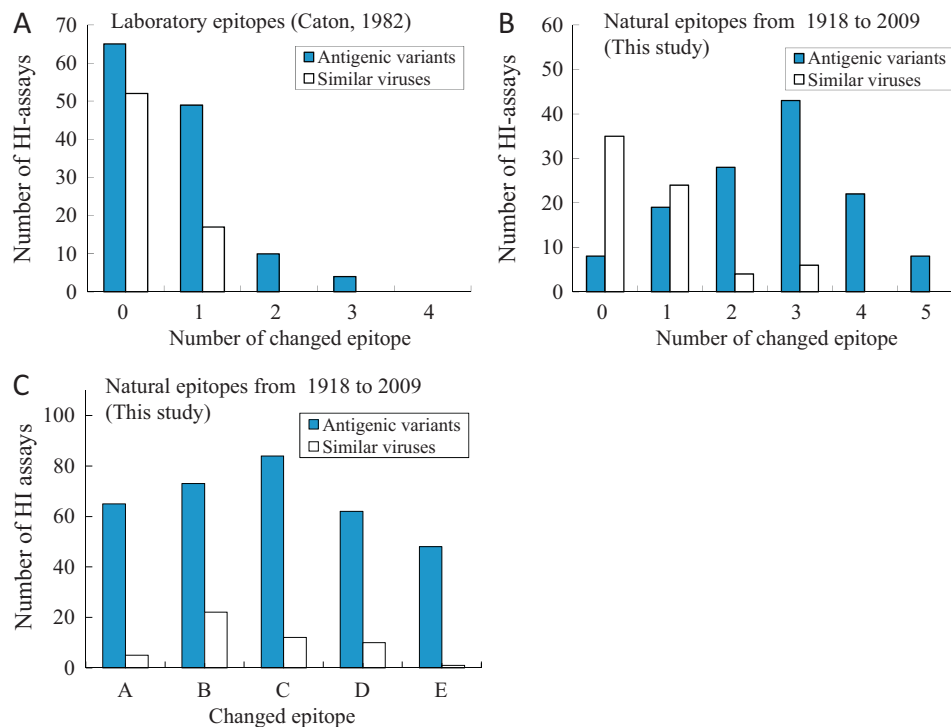 A
Laboratory epitopes (Caton, 1982)
Antigenic variants
Similar viruses
Number of HI-assays
70
60
50
40
30
20
10
0
0 1 2 3 4
Number of changed epitope
B
Natural epitopes from 1918 to 2009
(This study)
Antigenic variants
Similar viruses
Number of HI-assays
60
50
40
30
20
10
0
0 1 2 3 4 5
Number of changed epitope
C
Natural epitopes from 1918 to 2009
(This study)
Antigenic variants
Similar viruses
Number of HI assays
100
80
60
40
20
0
A B C D E
Changed epitope